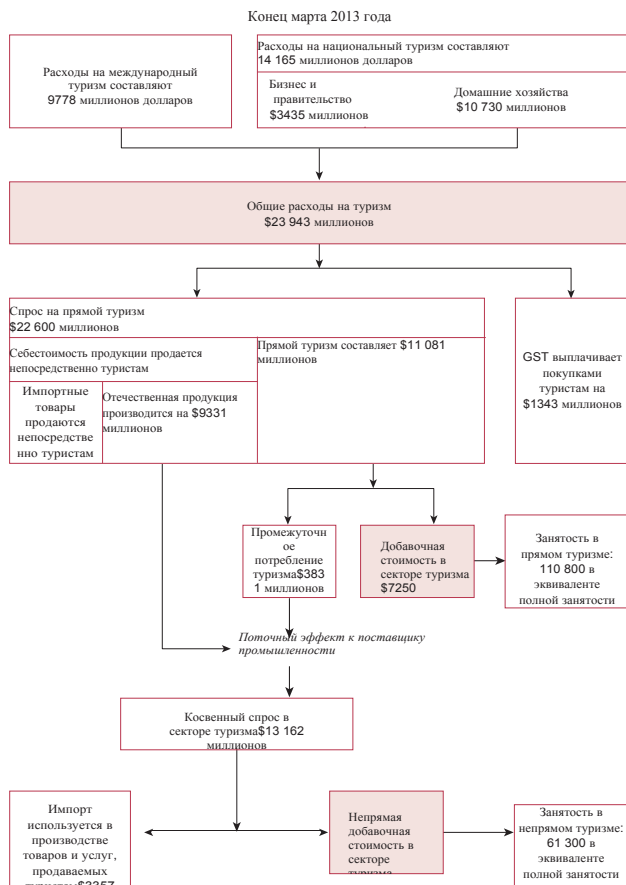 Конец марта 2013 года
Расходы на международный
туризм составляют
9778 миллионов долларов
Расходы на национальный туризм составляют
14 165 миллионов долларов
Бизнес и
правительство
$3435 миллионов
Домашние хозяйства
$10 730 миллионов
Общие расходы на туризм
$23 943 миллионов
Спрос на прямой туризм
$22 600 миллионов
Себестоимость продукции продается
непосредственно туристам
Импортные
товары
продаются
непосредстве
нно туристам
Отечественная продукция
производится на $9331
миллионов
Прямой туризм составляет $11 081
миллионов
GST выплачивает
покупками
туристам на
$1343 миллионов
Промежуточн
ое
потребление
туризма$383
1 миллионов
Добавочная
стоимость в
секторе туризма
$7250
Занятость в
прямом туризме:
110 800 в
эквиваленте
полной занятости
Поточный эффект к поставщику
промышленности
Косвенный спрос в
секторе туризма$13 162
миллионов
Импорт
используется в
производстве
товаров и услуг,
продаваемых
Непрямая
добавочная
стоимость в
секторе
туризма
Занятость в
непрямом туризме:
61 300 в
эквиваленте
полной занятости